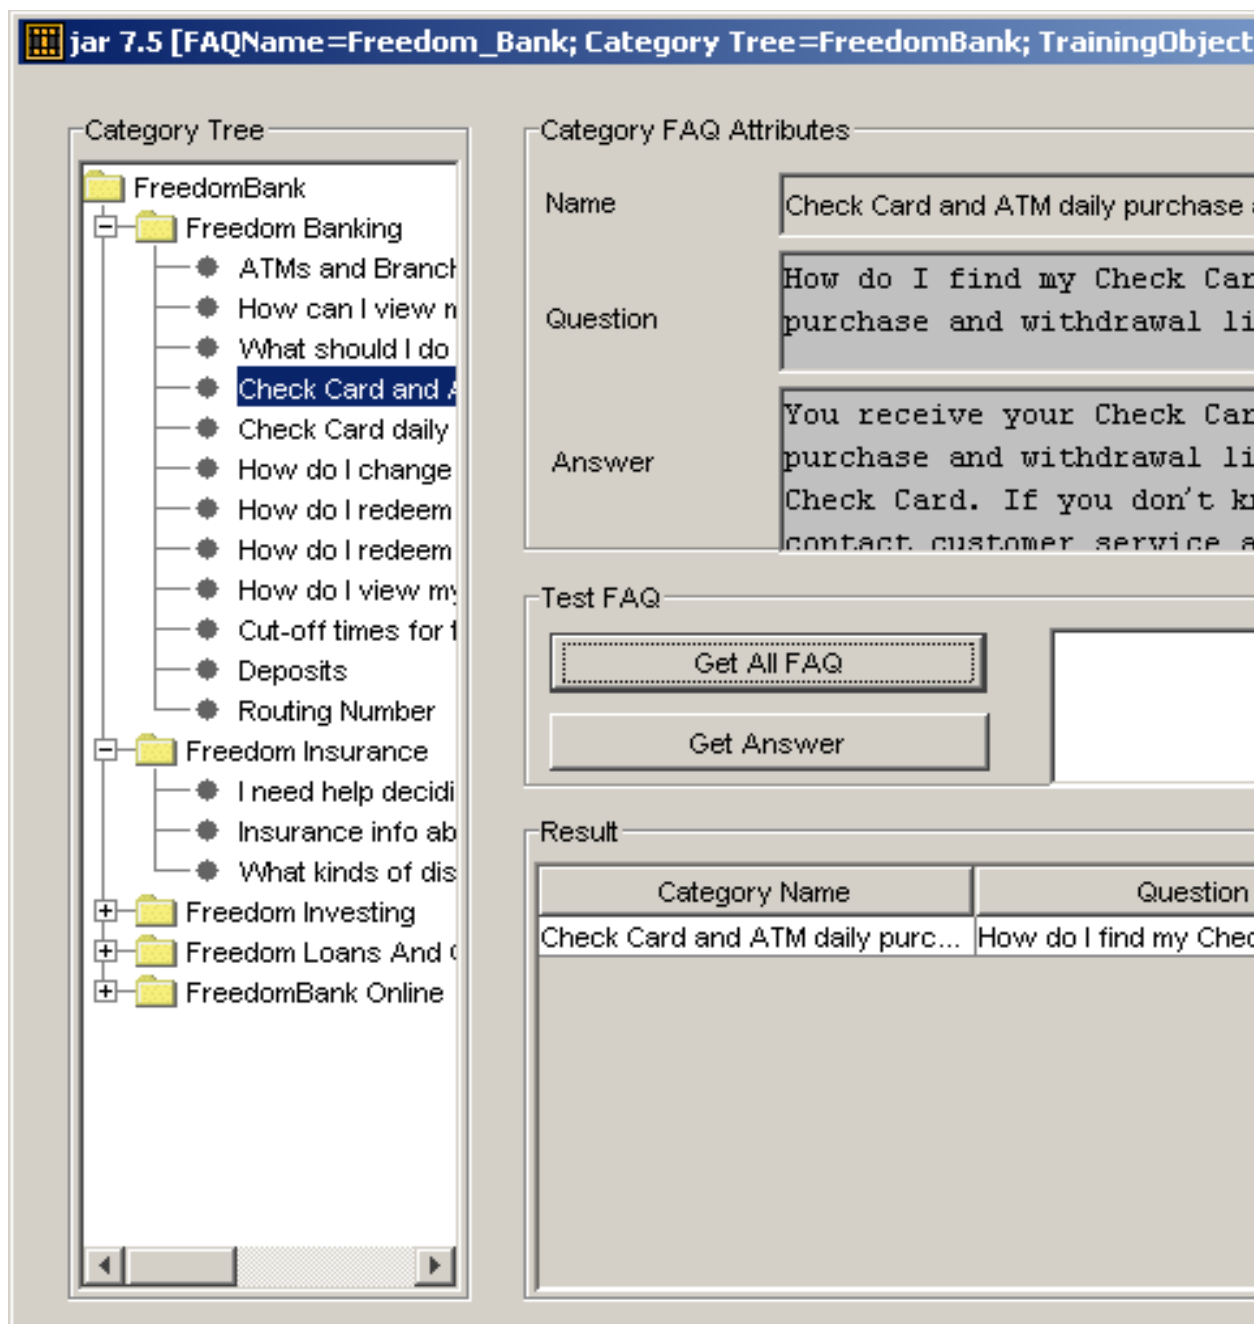 jar 7.5 [FAQName=Freedom_Bank; Category Tree=FreedomBank; TrainingObject
Category Tree
FreedomBank
Freedom Banking
ATMs and Branch
How can I view
What should I do
Check Card and
Check Card daily
How do I change
How do I redeem
How do I redeem
How do I view my
Cut-off times for
Deposits
Routing Number
Freedom Insurance
I need help decidi
Insurance info ab
What kinds of dis
Freedom Investing
Freedom Loans And
FreedomBank Online
Category FAQ Attributes
Name
Check Card and ATM daily purchase
Question
How do I find my Check Car
purchase and withdrawal li
Answer
You receive your Check Car
purchase and withdrawal li
Check Card. If you don't k
contact customer service a
Test FAQ
Get All FAQ
Get Answer
Result
Category Name
Question
Check Card and ATM daily purc...
How do I find my Chec